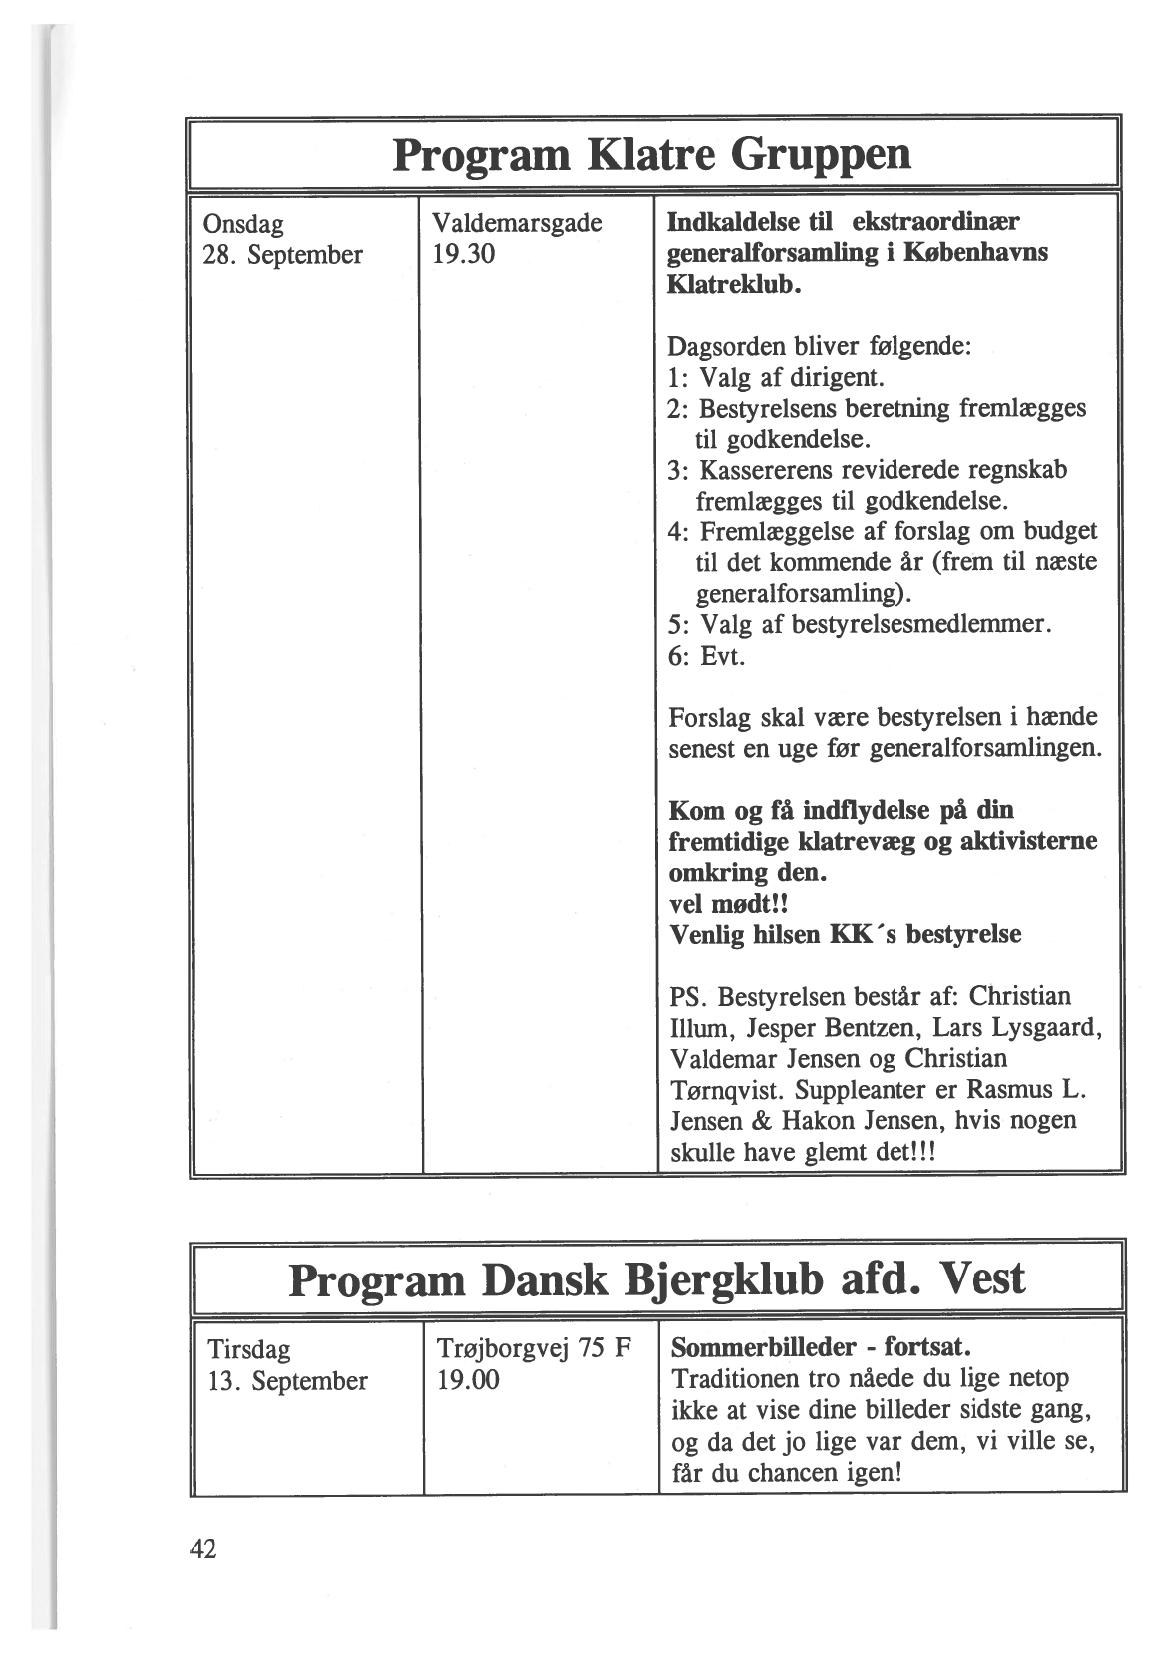 Program Klatre Gruppen
Onsdag
28. September
Valdemarsgade
19.30
Indkaldelse til ekstraordinær
generalforsamling i Københavns
Klatreklub.
Dagsorden bliver følgende:
1: Valg af dirigent.
2: Bestyrelsens beretning fremlægges
til godkendelse.
3: Kassererens reviderede regnskab
fremlægges til godkendelse.
4: Fremlæggelse af forslag om budget
til det kommende år (frem til næste
generalforsamling).
5: Valg af bestyrelsesmedlemmer.
6: Evt.
Forslag skal være bestyrelsen i hænde
senest en uge før generalforsamlingen.
Kom og få indflydelse på din
fremtidige klatrevæg og aktivisterne
omkring den.
vel mødt!!
Venlig hilsen KK´s bestyrelse
PS. Bestyrelsen består af: Christian
Illum, Jesper Bentzen, Lars Lysgaard,
Valdemar Jensen og Christian
Tørnqvist. Suppleanter er Rasmus L.
Jensen & Hakon Jensen, hvis nogen
skulle have glemt det!!!
Program Dansk Bjergklub afd. Vest
Tirsdag
13. September
Trøjborgvej 75 F
19.00
Sommerbilleder - fortsat.
Traditionen tro nåede du lige netop
ikke at vise dine billeder sidste gang,
og da det jo lige var dem, vi ville se,
får du chancen igen!
42